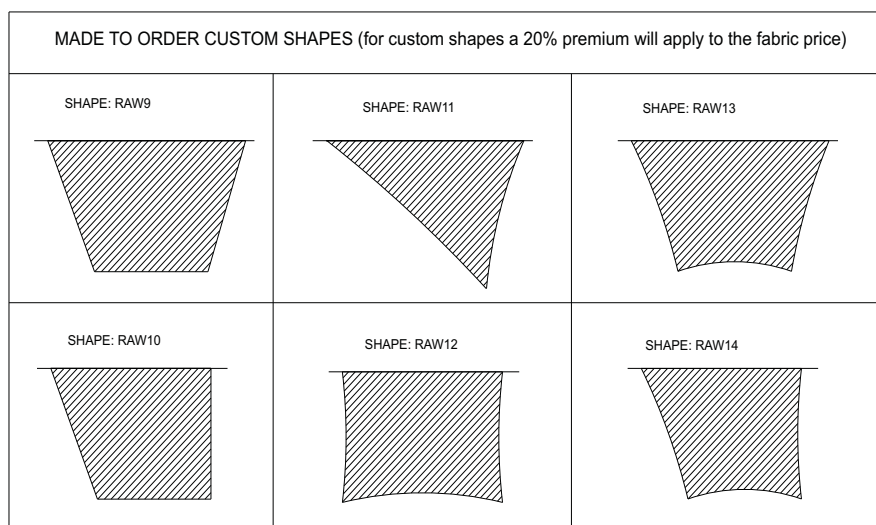 MADE TO ORDER CUSTOM SHAPES (for custom shapes a 20% premium will apply to the fabric price)
SHAPE: RAW9
SHAPE: RAW11
SHAPE: RAW13
SHAPE: RAW10
SHAPE: RAW12
SHAPE: RAW14